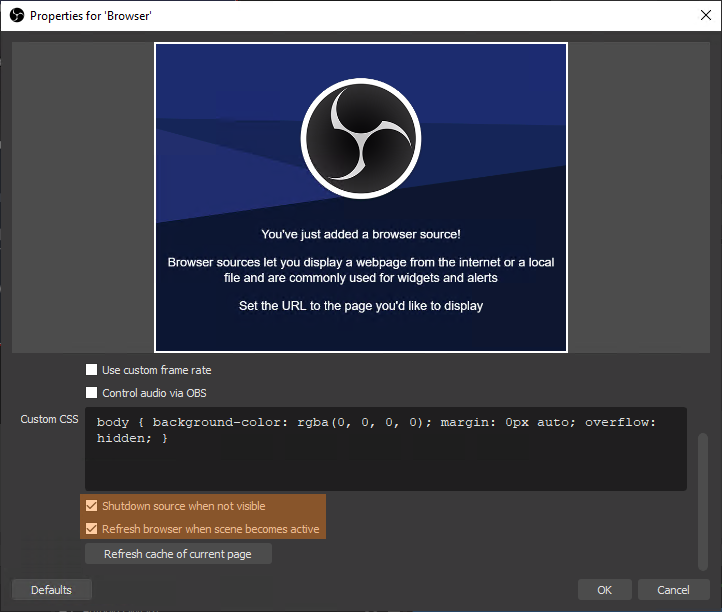 Properties for 'Browser'
You've just added a browser source!
Browser sources let you display a webpage from the internet or a local
file and are commonly used for widgets and alerts
Set the URL to the page you'd like to display
Use custom frame rate
Control audio via OBS
Custom CSS
body { background-color: rgba(0, 0, 0, 0); margin: 0px auto; overflow:
hidden; }
Shutdown source when not visible
Refresh browser when scene becomes active
Refresh cache of current page
Defaults
OK
Cancel